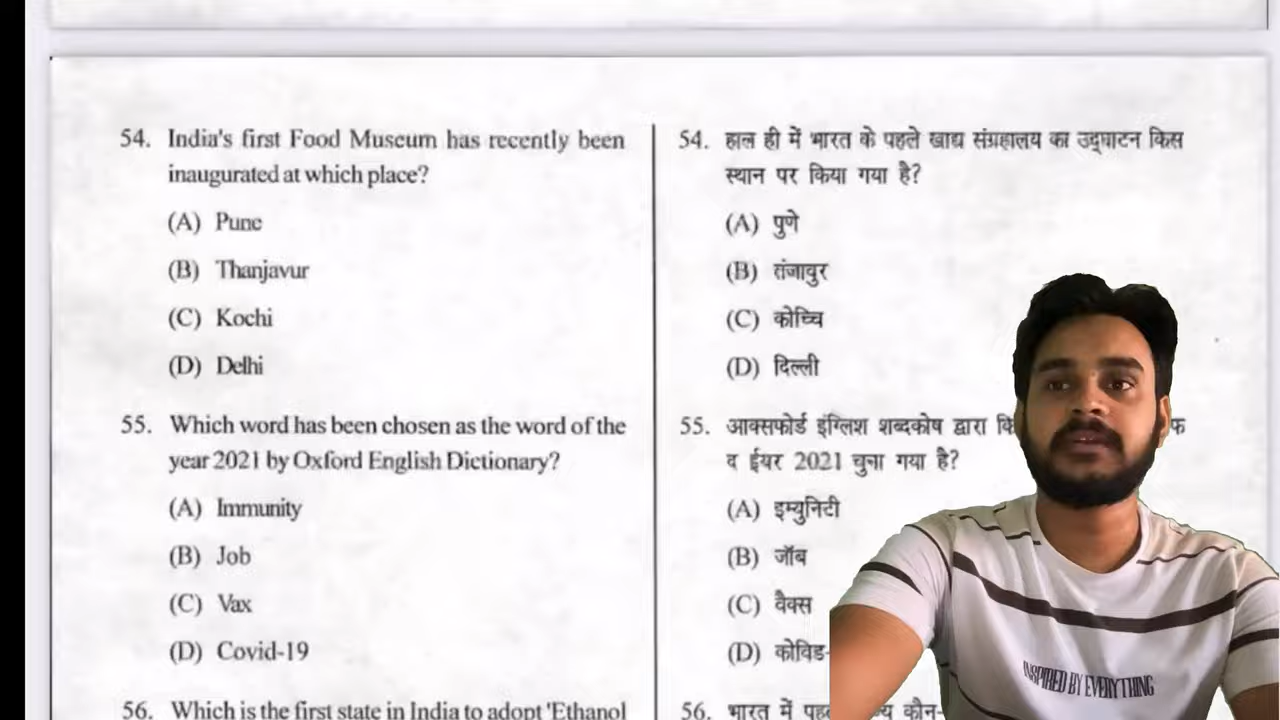 54. India's first Food Museum has recently been
inaugurated at which place?
(A) Pune
(B) Thanjavur
(C) Kochi
(D) Delhi
55. Which word has been chosen as the word of the
year 2021 by Oxford English Dictionary?
(A) Immunity
(B) Job
(C) Vax
(D) Covid-19
56. Which is the first state in India to adopt 'Ethanol
54. हाल ही में भारत के पहले खाद्य संग्रहालय का उद्घाटन किस
स्थान पर किया गया है?
(A) पुणे
(B) तंजावुर
(C) कोच्चि
(D) दिल्ली
55. आक्सफोर्ड इंग्लिश शब्दकोष द्वारा
व ईयर 2021 चुना गया है?
(A) इम्युनिटी
(B) जॉब
(C) वैक्स
(D) कोविड-
56. भारत में कौन-
INSPIRED BY EVERYTHING